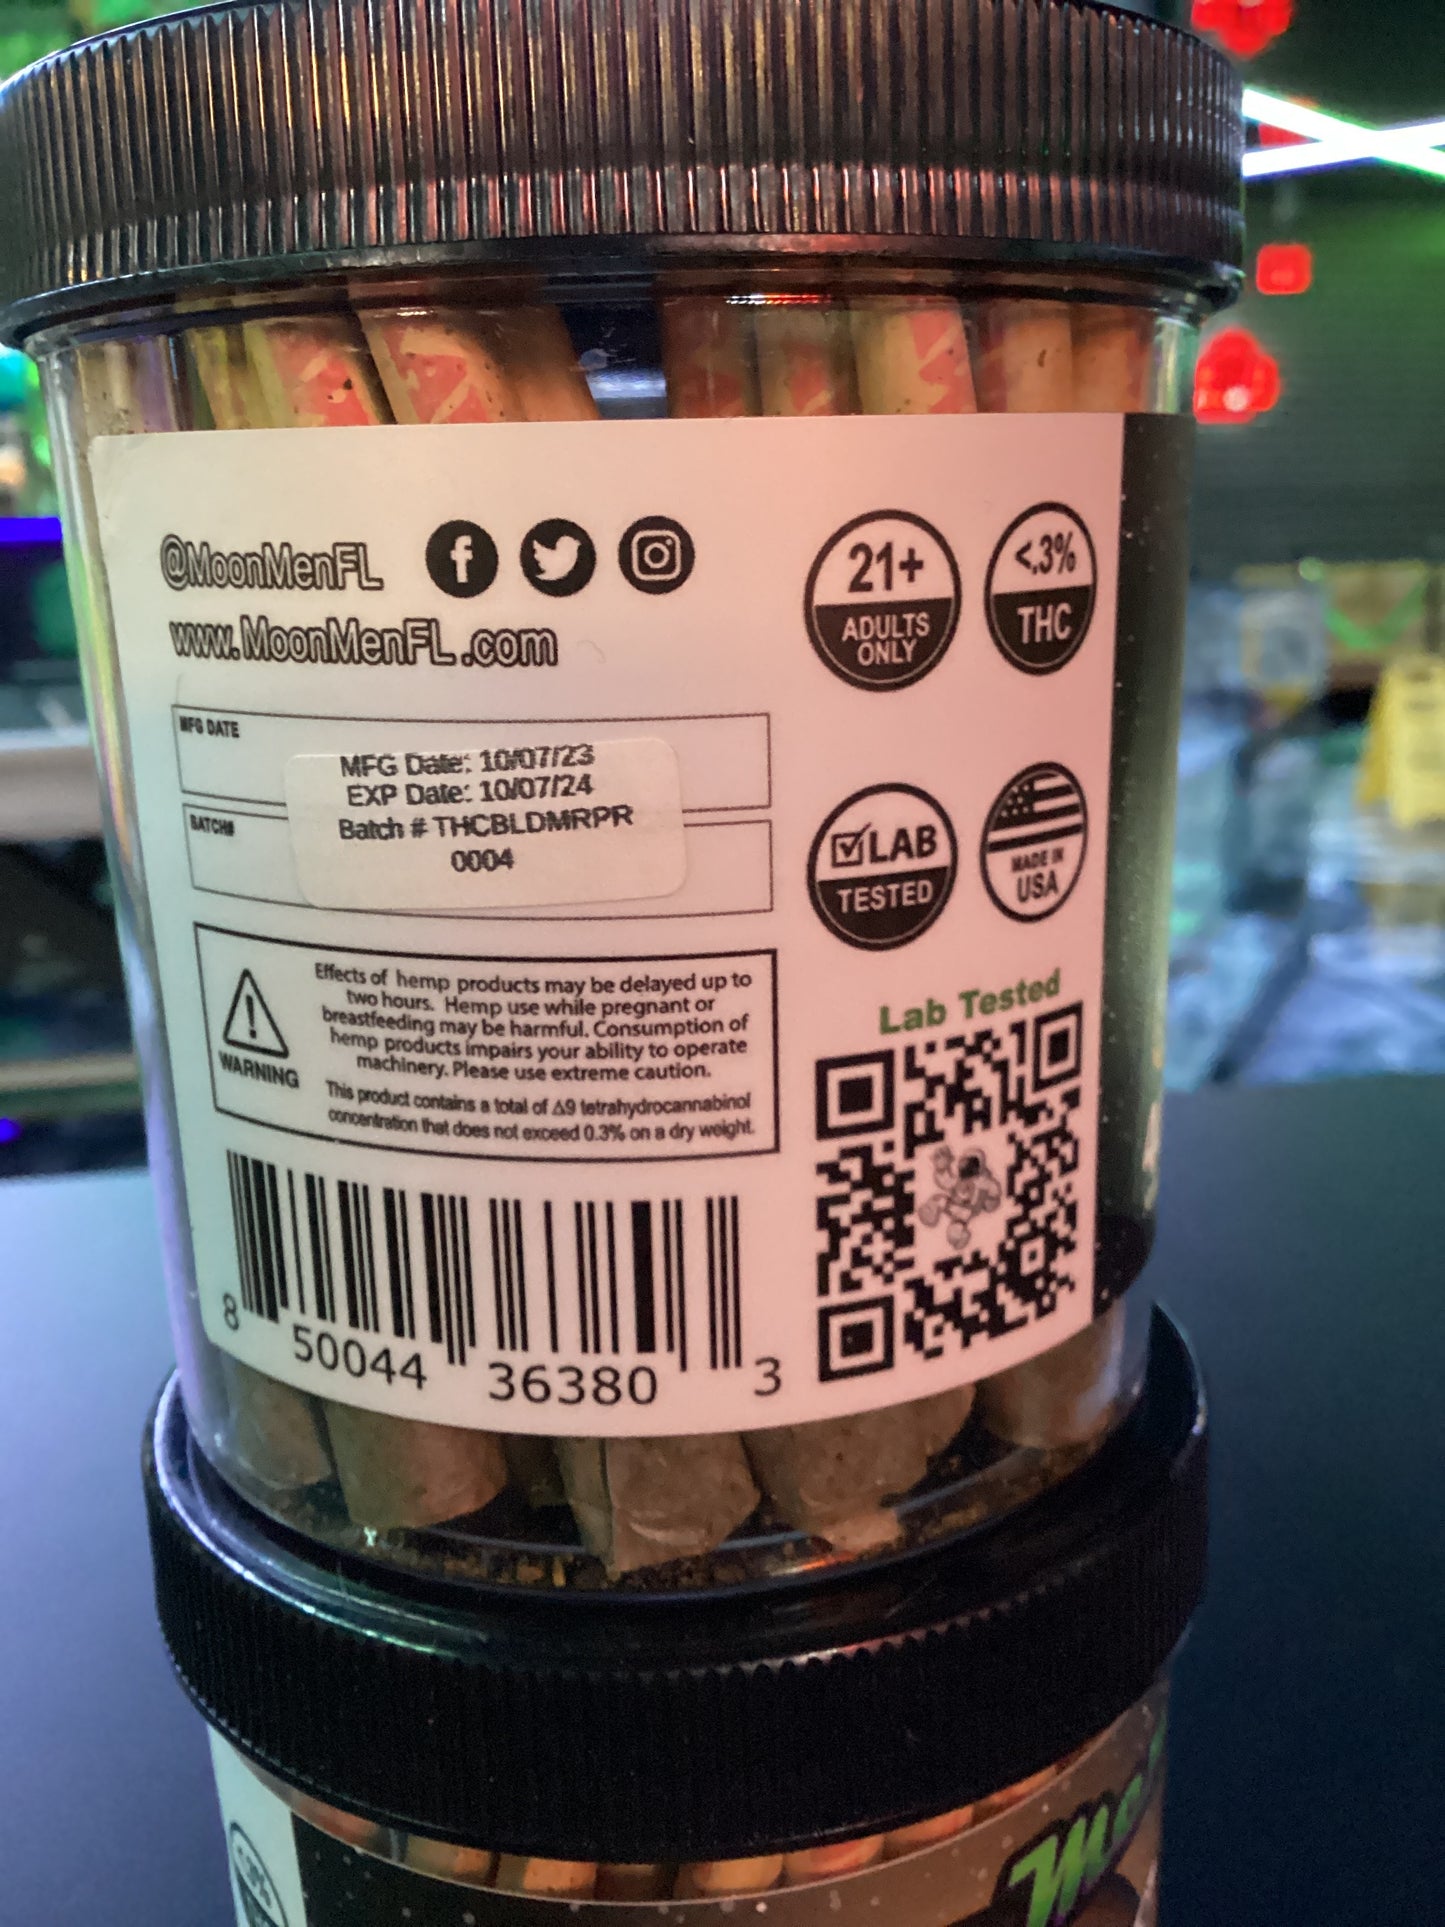 @MoonMenFL
www.MoonMenFL.com
21+
ADULTS
ONLY
<.3%
THC
MFG DATE
MFG Date: 10/07/23
EXP Date: 10/07/24
BATCH#
Batch # THCBLDMRPR
0004
LAB
TESTED
MADE IN
USA
WARNING
Effects of hemp products may be delayed up to
two hours. Hemp use while pregnant or
breastfeeding may be harmful. Consumption of
hemp products impairs your ability to operate
machinery. Please use extreme caution.
This product contains a total of Δ9 tetrahydrocannabinol
concentration that does not exceed 0.3% on a dry weight.
Lab Tested
8 50044 36380 3